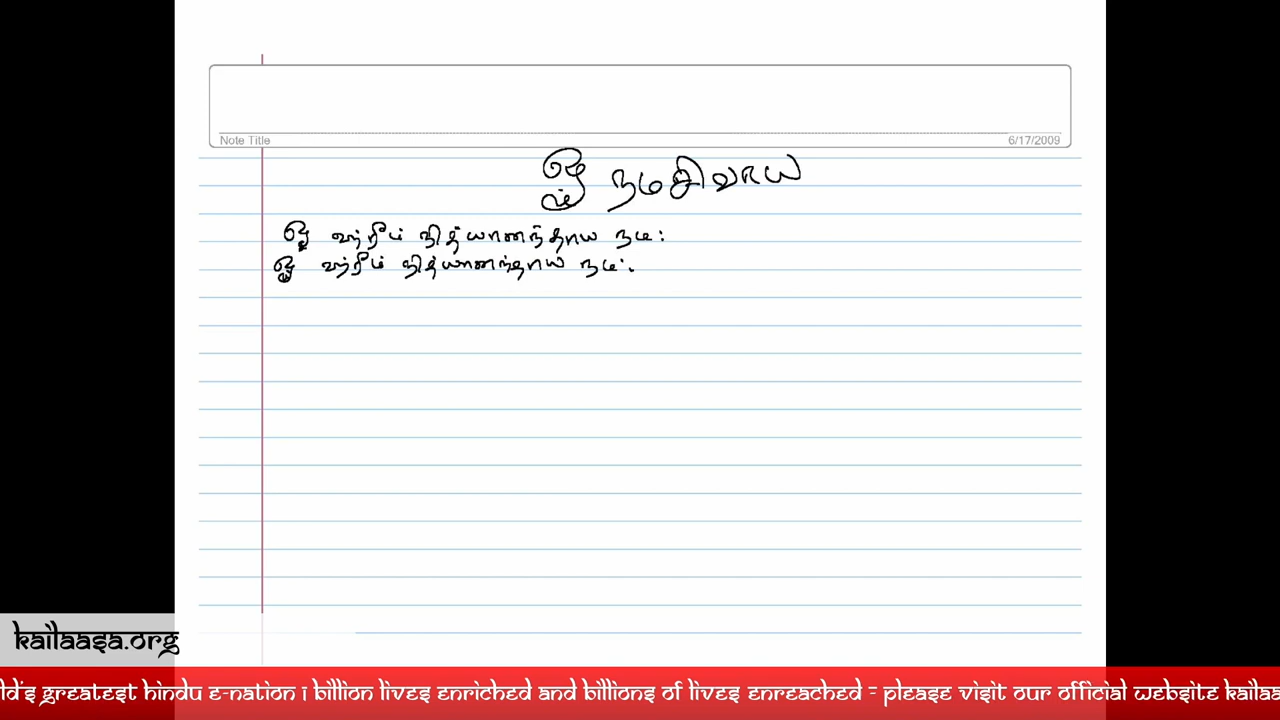 Note Title
6/17/2009
ஓம் நமசிவாய
ஓம் ஹ்ரீம் நித்யானந்தாய நம:
ஓம் ஹ்ரீம் நித்யானந்தாய நம:
kailaasa.org
ld's greatest hindu e-nation 1 billion lives enriched and billions of lives enreached - please visit our official website kailaa